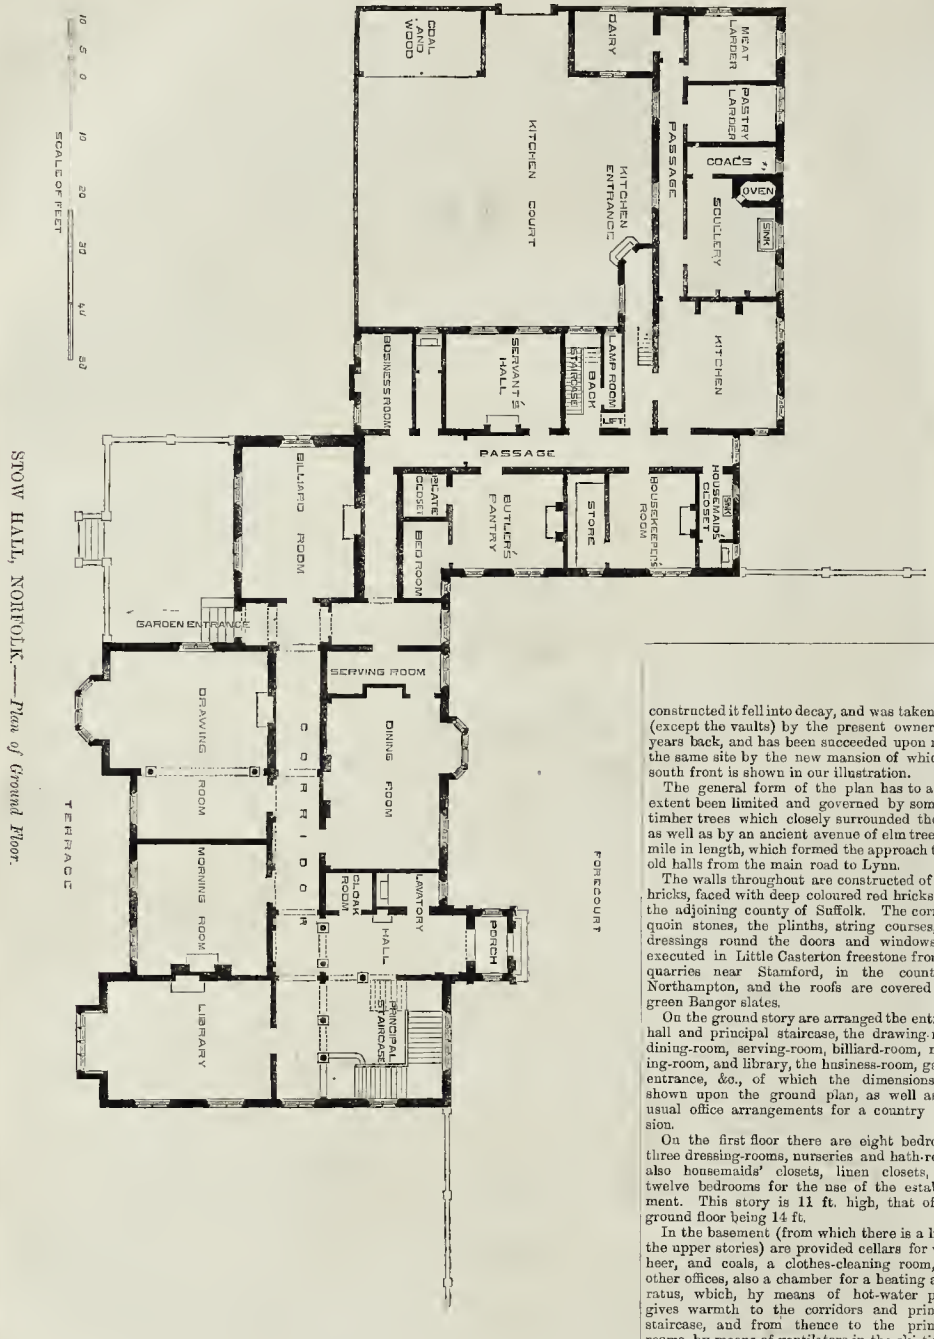 10 5 0 10 20 30 40 50
SCALE OF FEET
COAL
AND
WOOD
DAIRY
MEAT
LARDER
PASTRY
LARDER
PASSAGE
COALS
OVEN
SINK
SCULLERY
KITCHEN
KITCHEN COURT
KITCHEN
ENTRANCE
BUSINESS ROOM
SERVANT'S
HALL
BACK
STAIRCASE
LAMP ROOM
LIFT
PASSAGE
BILLIARD ROOM
PLATE
CLOSET
BEDROOM
BUTLER'S
PANTRY
STORE
HOUSEKEEPER'S
ROOM
HOUSEMAID'S
CLOSET
SINK
GARDEN ENTRANCE
SERVING ROOM
DRAWING ROOM
CORRIDOR
DINING ROOM
MORNING ROOM
CLOAK
ROOM
LAVATORY
HALL
PORCH
LIBRARY
PRINCIPAL
STAIRCASE
TERRACE
FORECOURT
STOW HALL, NORFOLK.——Plan of Ground Floor.
constructed it fell into decay, and was taken
(except the vaults) by the present owner
years back, and has been succeeded upon
the same site by the new mansion of whic
south front is shown in our illustration.
The general form of the plan has to a
extent been limited and governed by som
timber trees which closely surrounded the
as well as by an ancient avenue of elm tree
mile in length, which formed the approach t
old halls from the main road to Lynn.
The walls throughout are constructed of
bricks, faced with deep coloured red bricks
the adjoining county of Suffolk. The cor
quoin stones, the plinths, string courses,
dressings round the doors and windows
executed in Little Casterton freestone fro
quarries near Stamford, in the count
Northampton, and the roofs are covered
green Bangor slates.
On the ground story are arranged the ent
hall and principal staircase, the drawing-
dining-room, serving-room, billiard-room,
ing-room, and library, the business-room, g
entrance, &c., of which the dimensions
shown upon the ground plan, as well a
usual office arrangements for a country
sion.
On the first floor there are eight bedr
three dressing-rooms, nurseries and bath-r
also housemaids' closets, linen closets,
twelve bedrooms for the use of the estal
ment. This story is 11 ft. high, that of
ground floor being 14 ft.
In the basement (from which there is a li
the upper stories) are provided cellars for
beer, and coals, a clothes-cleaning room,
other offices, also a chamber for a heating a
ratus, which, by means of hot-water p
gives warmth to the corridors and prin
staircase, and from thence to the prin